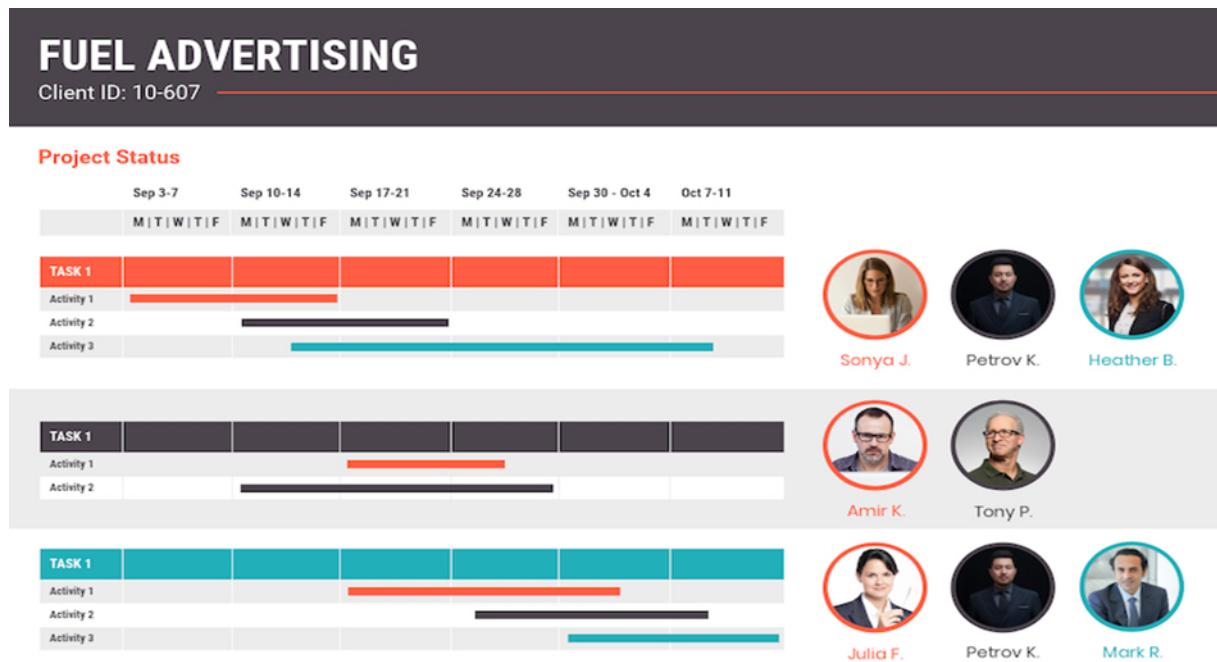 FUEL ADVERTISING
Client ID: 10-607
Project Status
Sep 3-7 Sep 10-14 Sep 17-21 Sep 24-28 Sep 30 - Oct 4 Oct 7-11
M | T | W | T | F M | T | W | T | F M | T | W | T | F M | T | W | T | F M | T | W | T | F M | T | W | T | F
TASK 1
Activity 1
Activity 2
Activity 3
Sonya J. Petrov K. Heather B.
TASK 1
Activity 1
Activity 2
Amir K. Tony P.
TASK 1
Activity 1
Activity 2
Activity 3
Julia F. Petrov K. Mark R.